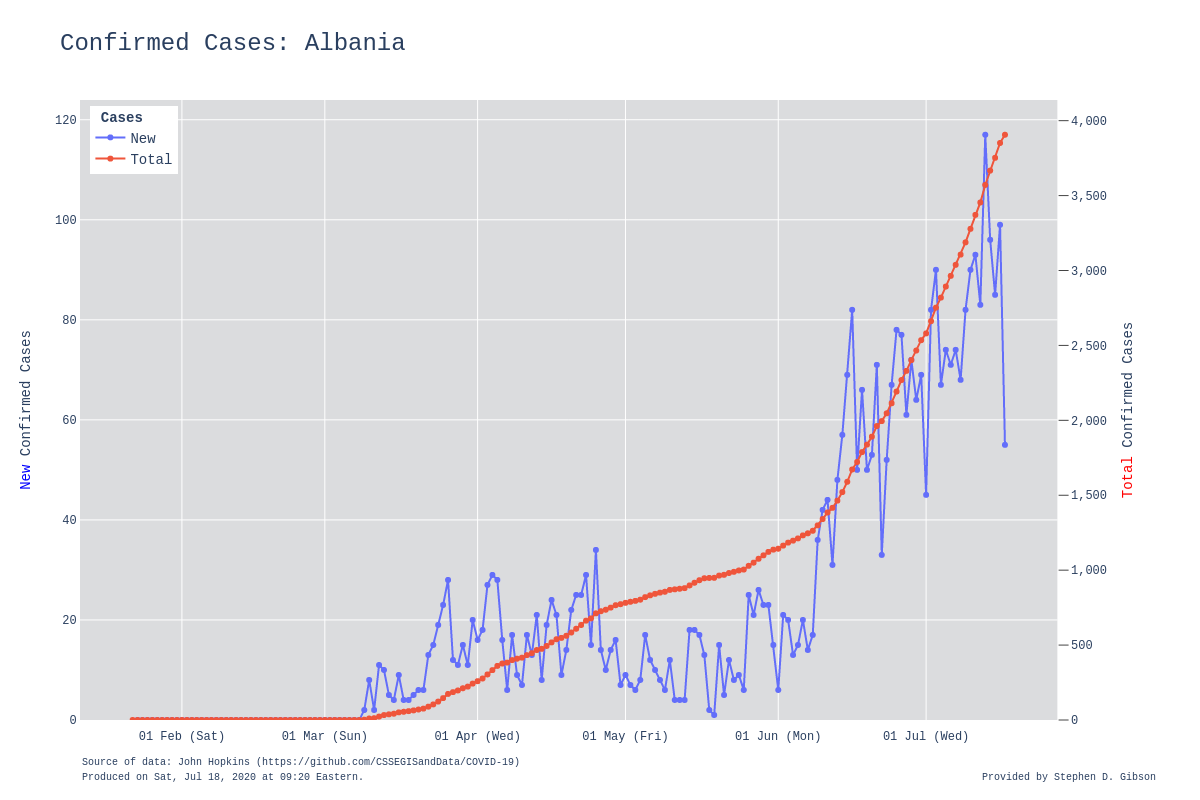 Confirmed Cases: Albania
Cases
New
Total
120
100
80
60
40
20
0
4,000
3,500
3,000
2,500
2,000
1,500
1,000
500
0
New Confirmed Cases
Total Confirmed Cases
01 Feb (Sat)
01 Mar (Sun)
01 Apr (Wed)
01 May (Fri)
01 Jun (Mon)
01 Jul (Wed)
Source of data: John Hopkins (https://github.com/CSSEGISandData/COVID-19)
Produced on Sat, Jul 18, 2020 at 09:20 Eastern.
Provided by Stephen D. Gibson